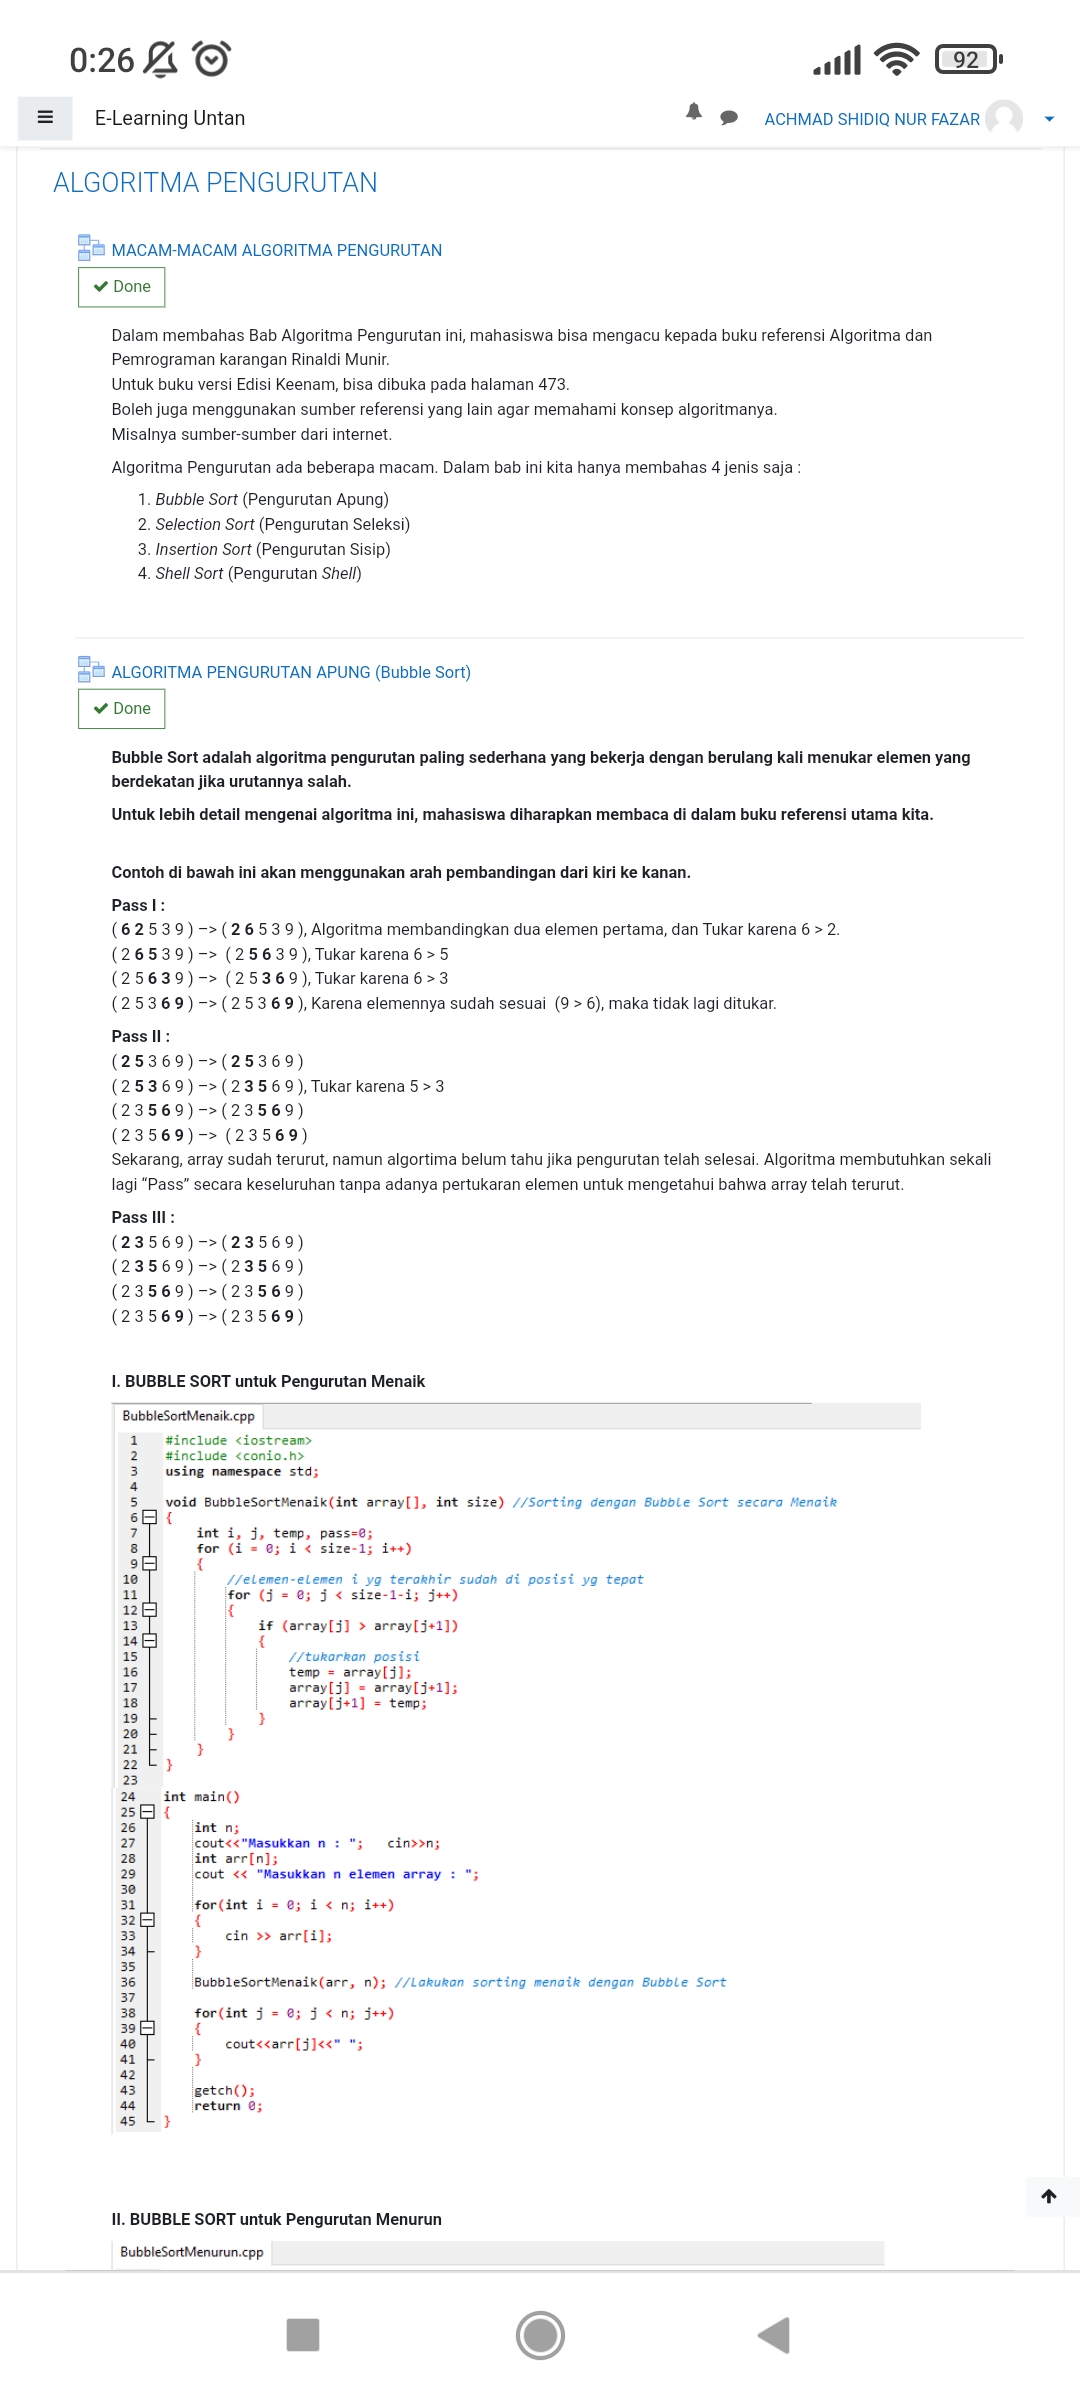 0:26
92
E-Learning Untan
ACHMAD SHIDIQ NUR FAZAR
ALGORITMA PENGURUTAN
MACAM-MACAM ALGORITMA PENGURUTAN
✔ Done
Dalam membahas Bab Algoritma Pengurutan ini, mahasiswa bisa mengacu kepada buku referensi Algoritma dan
Pemrograman karangan Rinaldi Munir.
Untuk buku versi Edisi Keenam, bisa dibuka pada halaman 473.
Boleh juga menggunakan sumber referensi yang lain agar memahami konsep algoritmanya.
Misalnya sumber-sumber dari internet.
Algoritma Pengurutan ada beberapa macam. Dalam bab ini kita hanya membahas 4 jenis saja :
1. Bubble Sort (Pengurutan Apung)
2. Selection Sort (Pengurutan Seleksi)
3. Insertion Sort (Pengurutan Sisip)
4. Shell Sort (Pengurutan Shell)
ALGORITMA PENGURUTAN APUNG (Bubble Sort)
✔ Done
Bubble Sort adalah algoritma pengurutan paling sederhana yang bekerja dengan berulang kali menukar elemen yang
berdekatan jika urutannya salah.
Untuk lebih detail mengenai algoritma ini, mahasiswa diharapkan membaca di dalam buku referensi utama kita.
Contoh di bawah ini akan menggunakan arah pembandingan dari kiri ke kanan.
Pass I :
( 6 2 5 3 9 ) –> ( 2 6 5 3 9 ), Algoritma membandingkan dua elemen pertama, dan Tukar karena 6 > 2.
( 2 6 5 3 9 ) –> ( 2 5 6 3 9 ), Tukar karena 6 > 5
( 2 5 6 3 9 ) –> ( 2 5 3 6 9 ), Tukar karena 6 > 3
( 2 5 3 6 9 ) –> ( 2 5 3 6 9 ), Karena elemennya sudah sesuai (9 > 6), maka tidak lagi ditukar.
Pass II :
( 2 5 3 6 9 ) –> ( 2 5 3 6 9 )
( 2 5 3 6 9 ) –> ( 2 3 5 6 9 ), Tukar karena 5 > 3
( 2 3 5 6 9 ) –> ( 2 3 5 6 9 )
( 2 3 5 6 9 ) –> ( 2 3 5 6 9 )
Sekarang, array sudah terurut, namun algortima belum tahu jika pengurutan telah selesai. Algoritma membutuhkan sekali
lagi “Pass” secara keseluruhan tanpa adanya pertukaran elemen untuk mengetahui bahwa array telah terurut.
Pass III :
( 2 3 5 6 9 ) –> ( 2 3 5 6 9 )
( 2 3 5 6 9 ) –> ( 2 3 5 6 9 )
( 2 3 5 6 9 ) –> ( 2 3 5 6 9 )
( 2 3 5 6 9 ) –> ( 2 3 5 6 9 )
I. BUBBLE SORT untuk Pengurutan Menaik
BubbleSortMenaik.cpp
1 #include <iostream>
2 #include <conio.h>
3 using namespace std;
4
5 void BubbleSortMenaik(int array[], int size) //Sorting dengan Bubble Sort secara Menaik
6 {
7 int i, j, temp, pass=0;
8 for (i = 0; i < size-1; i++)
9 {
10 //elemen-elemen i yg terakhir sudah di posisi yg tepat
11 for (j = 0; j < size-1-i; j++)
12 {
13 if (array[j] > array[j+1])
14 {
15 //tukarkan posisi
16 temp = array[j];
17 array[j] = array[j+1];
18 array[j+1] = temp;
19 }
20 }
21 }
22 }
23
24 int main()
25 {
26 int n;
27 cout<<"Masukkan n : "; cin>>n;
28 int arr[n];
29 cout << "Masukkan n elemen array : ";
30
31 for(int i = 0; i < n; i++)
32 {
33 cin >> arr[i];
34 }
35
36 BubbleSortMenaik(arr, n); //Lakukan sorting menaik dengan Bubble Sort
37
38 for(int j = 0; j < n; j++)
39 {
40 cout<<arr[j]<<" ";
41 }
42
43 getch();
44 return 0;
45 }
II. BUBBLE SORT untuk Pengurutan Menurun
BubbleSortMenurun.cpp